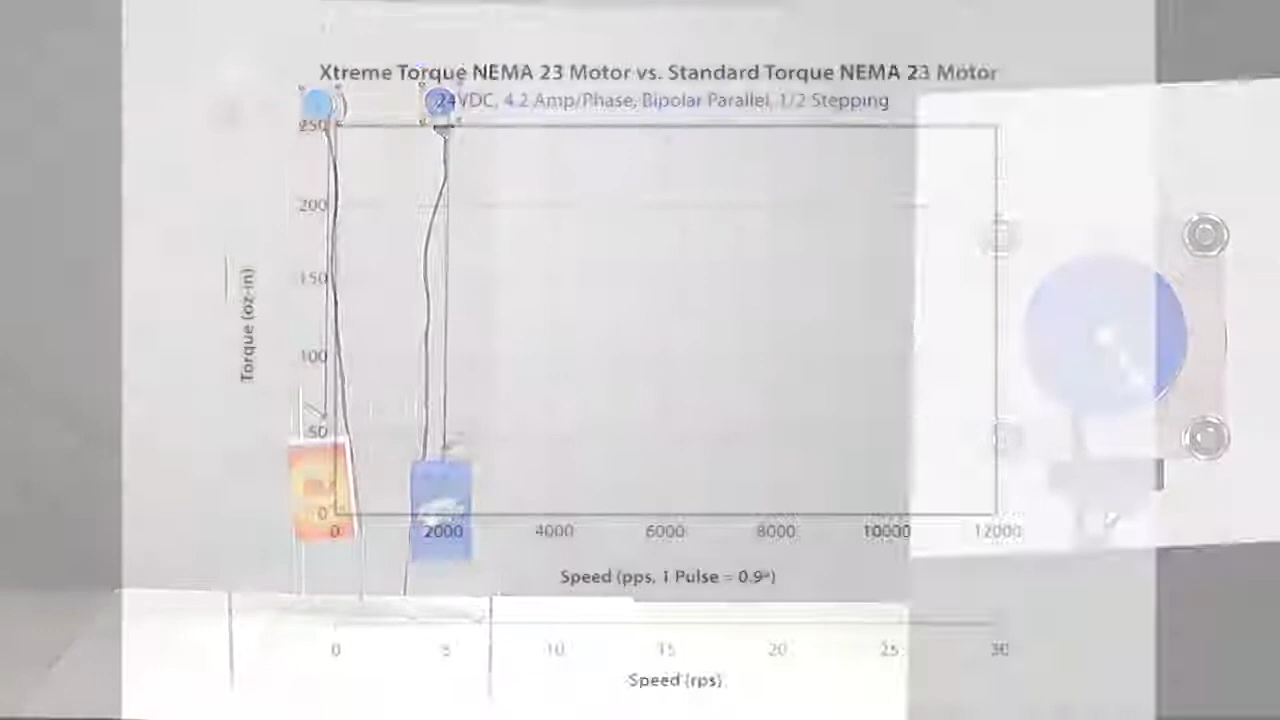 Xtreme Torque NEMA 23 Motor vs. Standard Torque NEMA 23 Motor
24VDC, 4.2 Amp/Phase, Bipolar Parallel, 1/2 Stepping
250
200
150
100
50
0
Torque (oz-in)
0 2000 4000 6000 8000 10000 12000
Speed (pps, 1 Pulse = 0.9º)
0 5 10 15 20 25 30
Speed (rps)